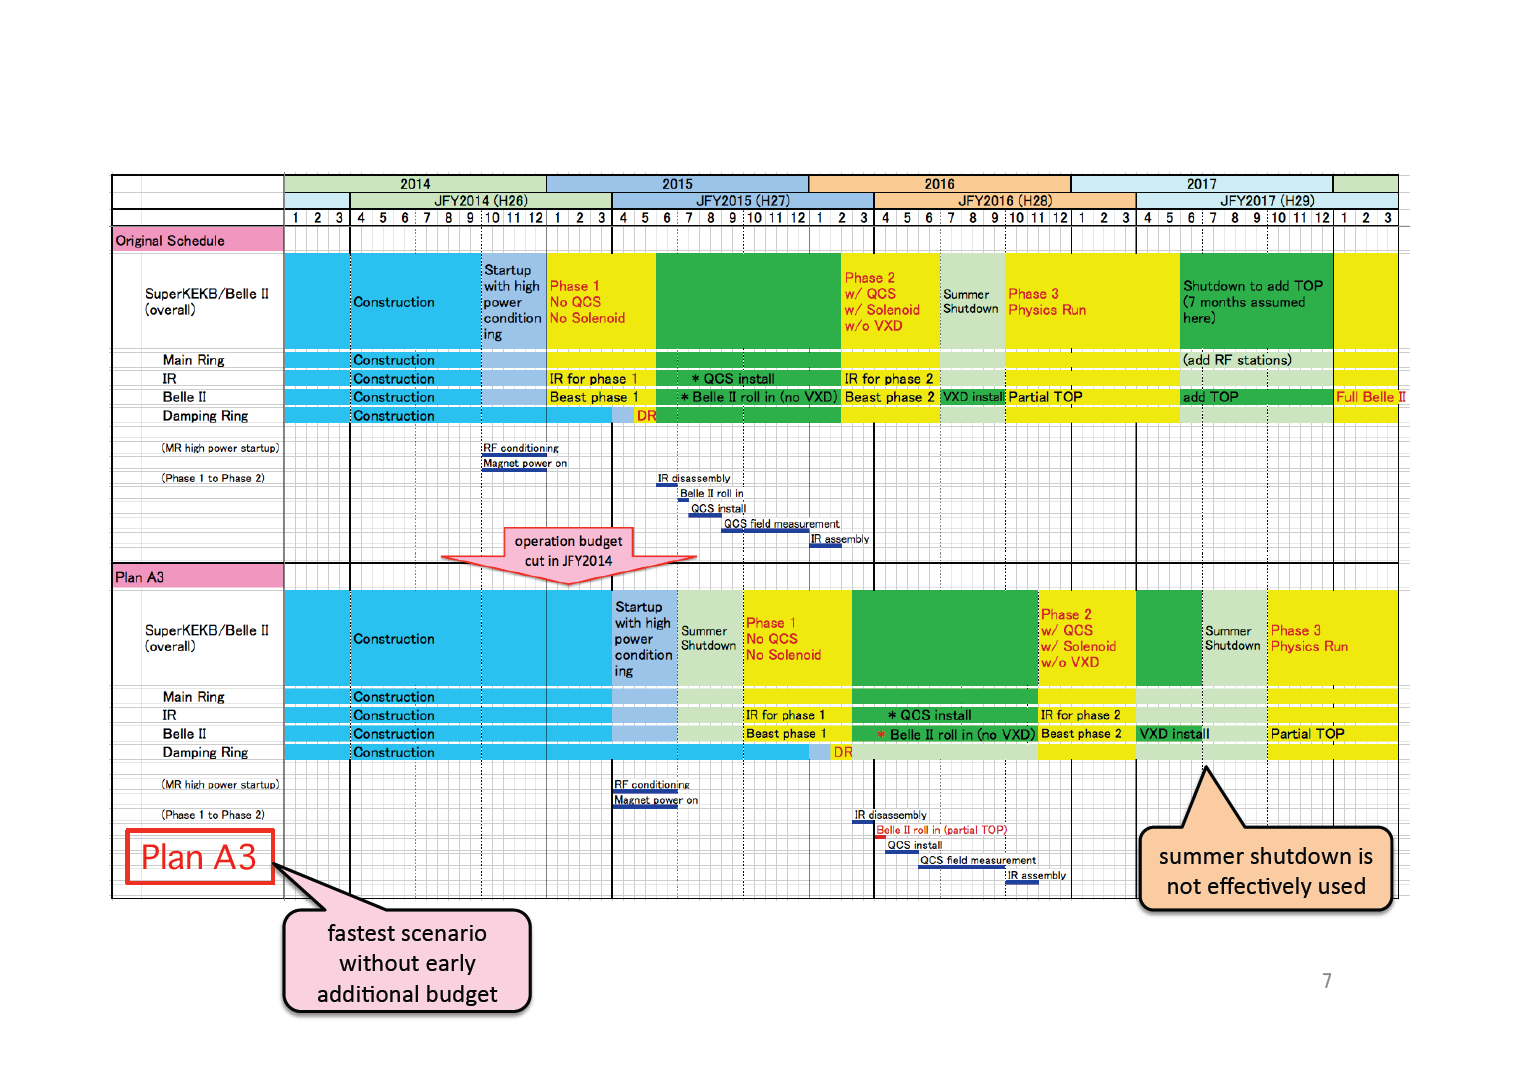 2014 2015 2016 2017
JFY2014 (H26) JFY2015 (H27) JFY2016 (H28) JFY2017 (H29)
1 2 3 4 5 6 7 8 9 10 11 12 1 2 3 4 5 6 7 8 9 10 11 12 1 2 3 4 5 6 7 8 9 10 11 12 1 2 3 4 5 6 7 8 9 10 11 12 1 2 3
Original Schedule
SuperKEKB/Belle II
(overall)
Construction
Startup
with high
power
condition
ing
Phase 1
No QCS
No Solenoid
Phase 2
w/ QCS
w/ Solenoid
w/o VXD
Summer
Shutdown
Phase 3
Physics Run
Shutdown to add TOP
(7 months assumed
here)
Main Ring Construction (add RF stations)
IR Construction IR for phase 1 * QCS install IR for phase 2
Belle II Construction Beast phase 1 * Belle II roll in (no VXD) Beast phase 2 VXD instal Partial TOP add TOP Full Belle II
Damping Ring Construction DR
(MR high power startup) RF conditioning
Magnet power on
(Phase 1 to Phase 2) IR disassembly
Belle II roll in
QCS install
QCS field measurement
IR assembly
operation budget
cut in JFY2014
Plan A3
SuperKEKB/Belle II
(overall)
Construction
Startup
with high
power
condition
ing
Summer
Shutdown
Phase 1
No QCS
No Solenoid
Phase 2
w/ QCS
w/ Solenoid
w/o VXD
Summer
Shutdown
Phase 3
Physics Run
Main Ring Construction
IR Construction IR for phase 1 * QCS install IR for phase 2
Belle II Construction Beast phase 1 * Belle II roll in (no VXD) Beast phase 2 VXD install Partial TOP
Damping Ring Construction DR
(MR high power startup) RF conditioning
Magnet power on
(Phase 1 to Phase 2) IR disassembly
Belle II roll in (partial TOP)
QCS install
QCS field measurement
IR assembly
Plan A3
summer shutdown is
not effectively used
fastest scenario
without early
additional budget
7